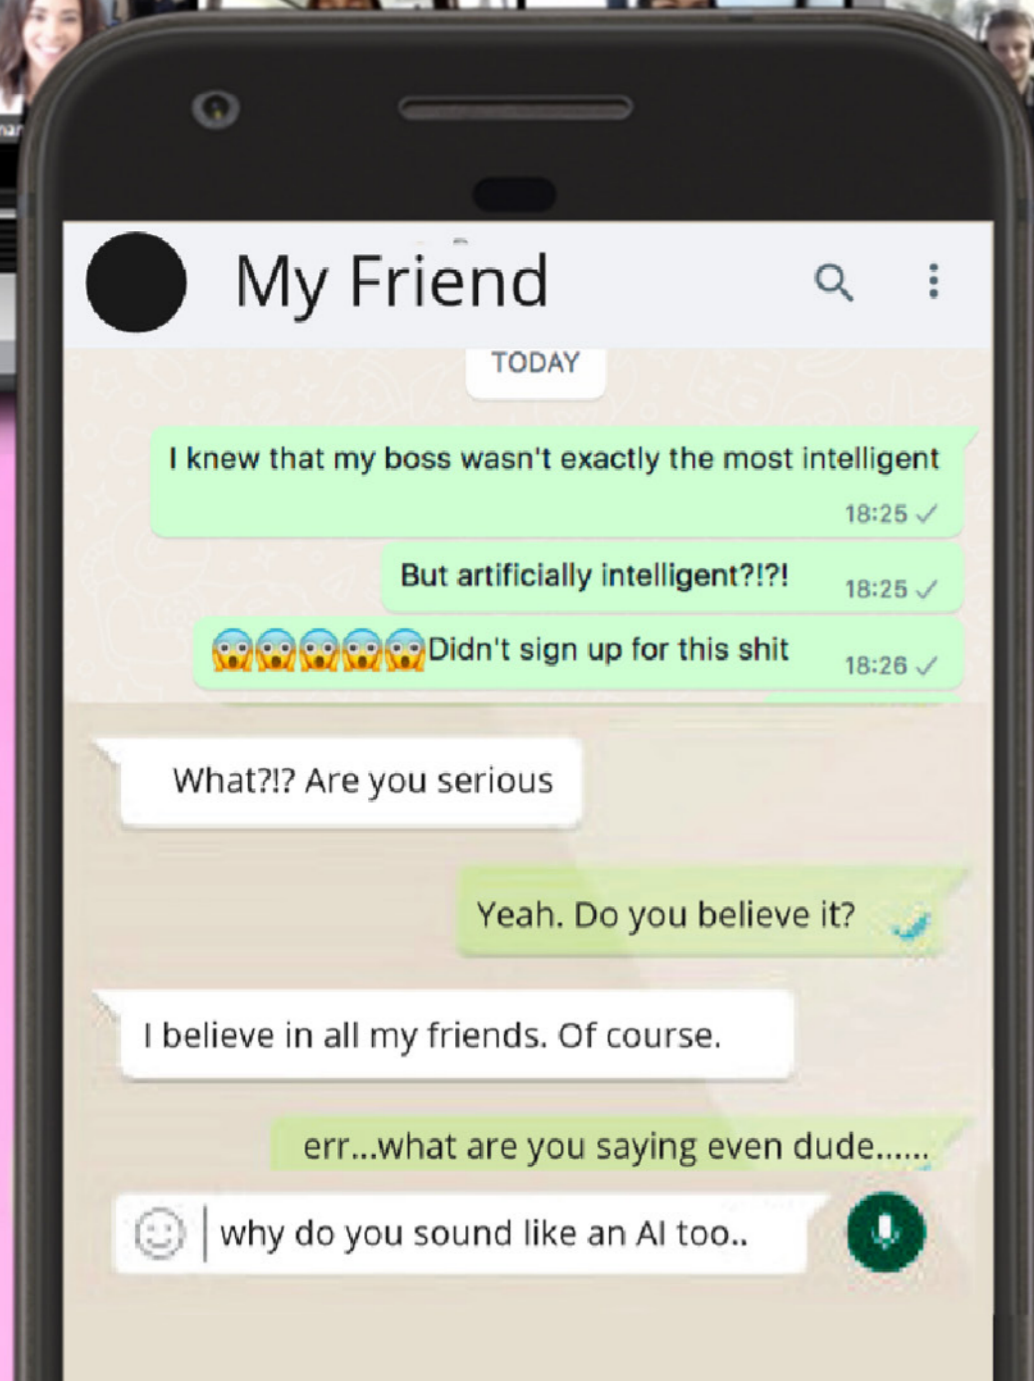 My Friend
TODAY
I knew that my boss wasn't exactly the most intelligent
18:25
But artificially intelligent?!?!
18:25
😱😱😱😱😱Didn't sign up for this shit
18:26
What?!? Are you serious
Yeah. Do you believe it?
I believe in all my friends. Of course.
err...what are you saying even dude......
why do you sound like an AI too..